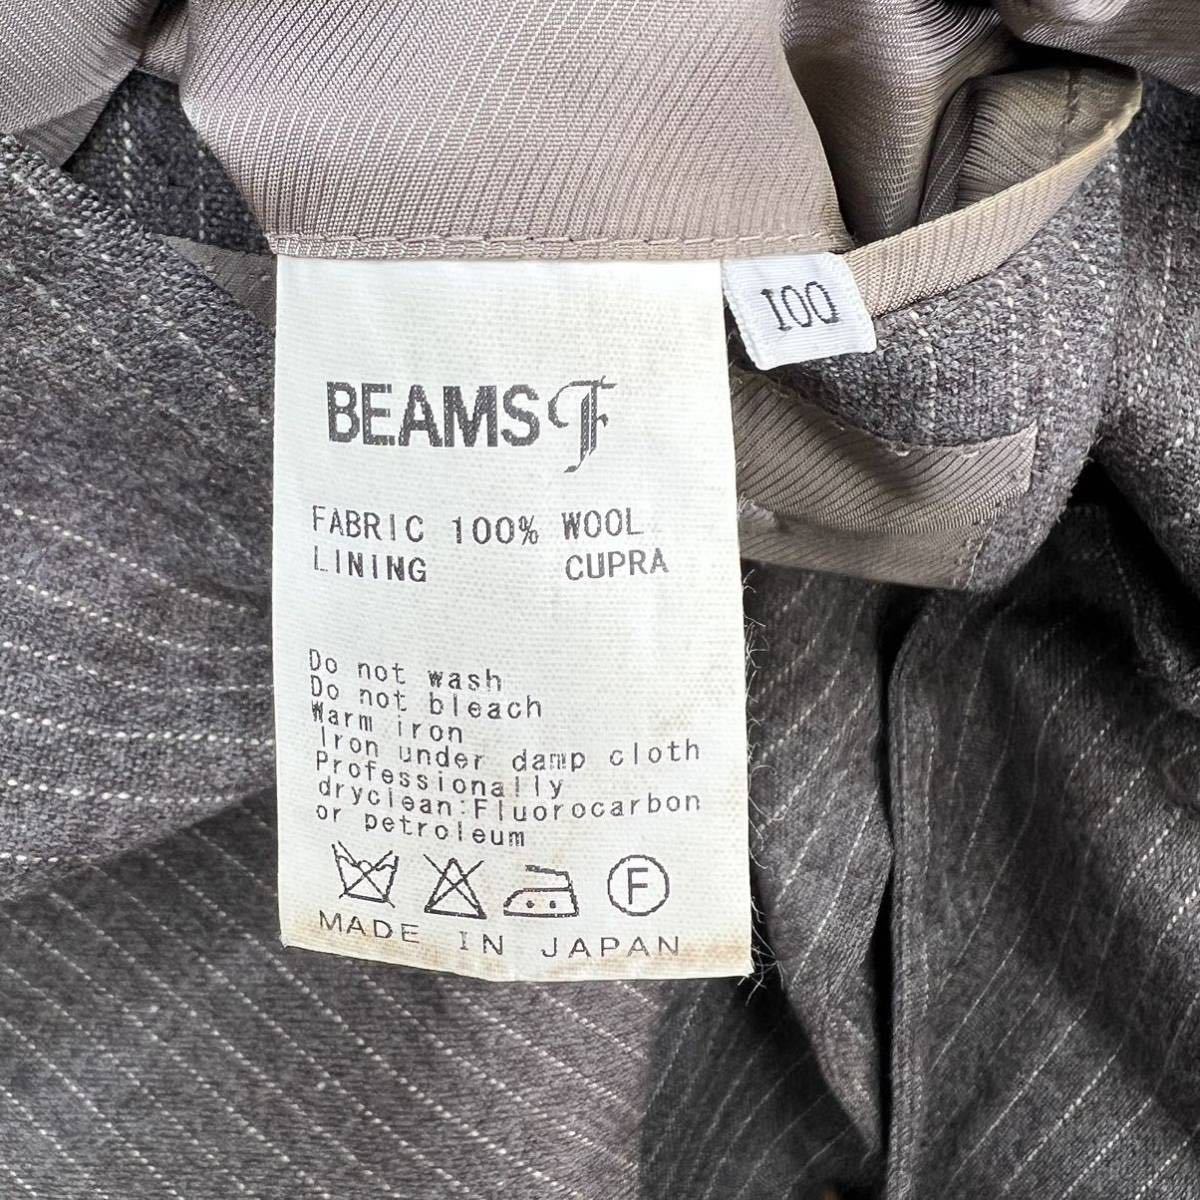 100
BEAMS F
FABRIC 100% WOOL
LINING CUPRA
Do not wash
Do not bleach
Warm iron
Iron under damp cloth
Professionally
dryclean:Fluorocarbon
or petroleum
F
MADE IN JAPAN